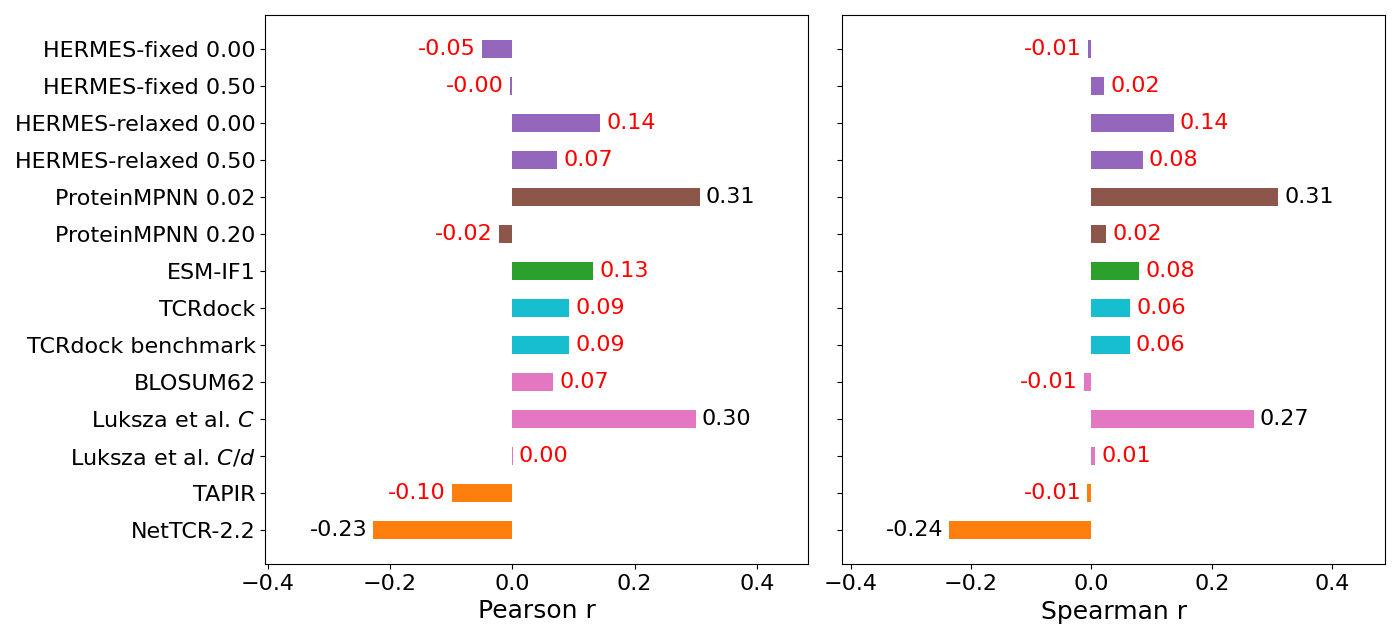 HERMES-fixed 0.00 -0.05 -0.01
HERMES-fixed 0.50 -0.00 0.02
HERMES-relaxed 0.00 0.14 0.14
HERMES-relaxed 0.50 0.07 0.08
ProteinMPNN 0.02 0.31 0.31
ProteinMPNN 0.20 -0.02 0.02
ESM-IF1 0.13 0.08
TCRdock 0.09 0.06
TCRdock benchmark 0.09 0.06
BLOSUM62 0.07 -0.01
Luksza et al. C 0.30 0.27
Luksza et al. C/d 0.00 0.01
TAPIR -0.10 -0.01
NetTCR-2.2 -0.23 -0.24
−0.4 −0.2 0.0 0.2 0.4 −0.4 −0.2 0.0 0.2 0.4
Pearson r Spearman r